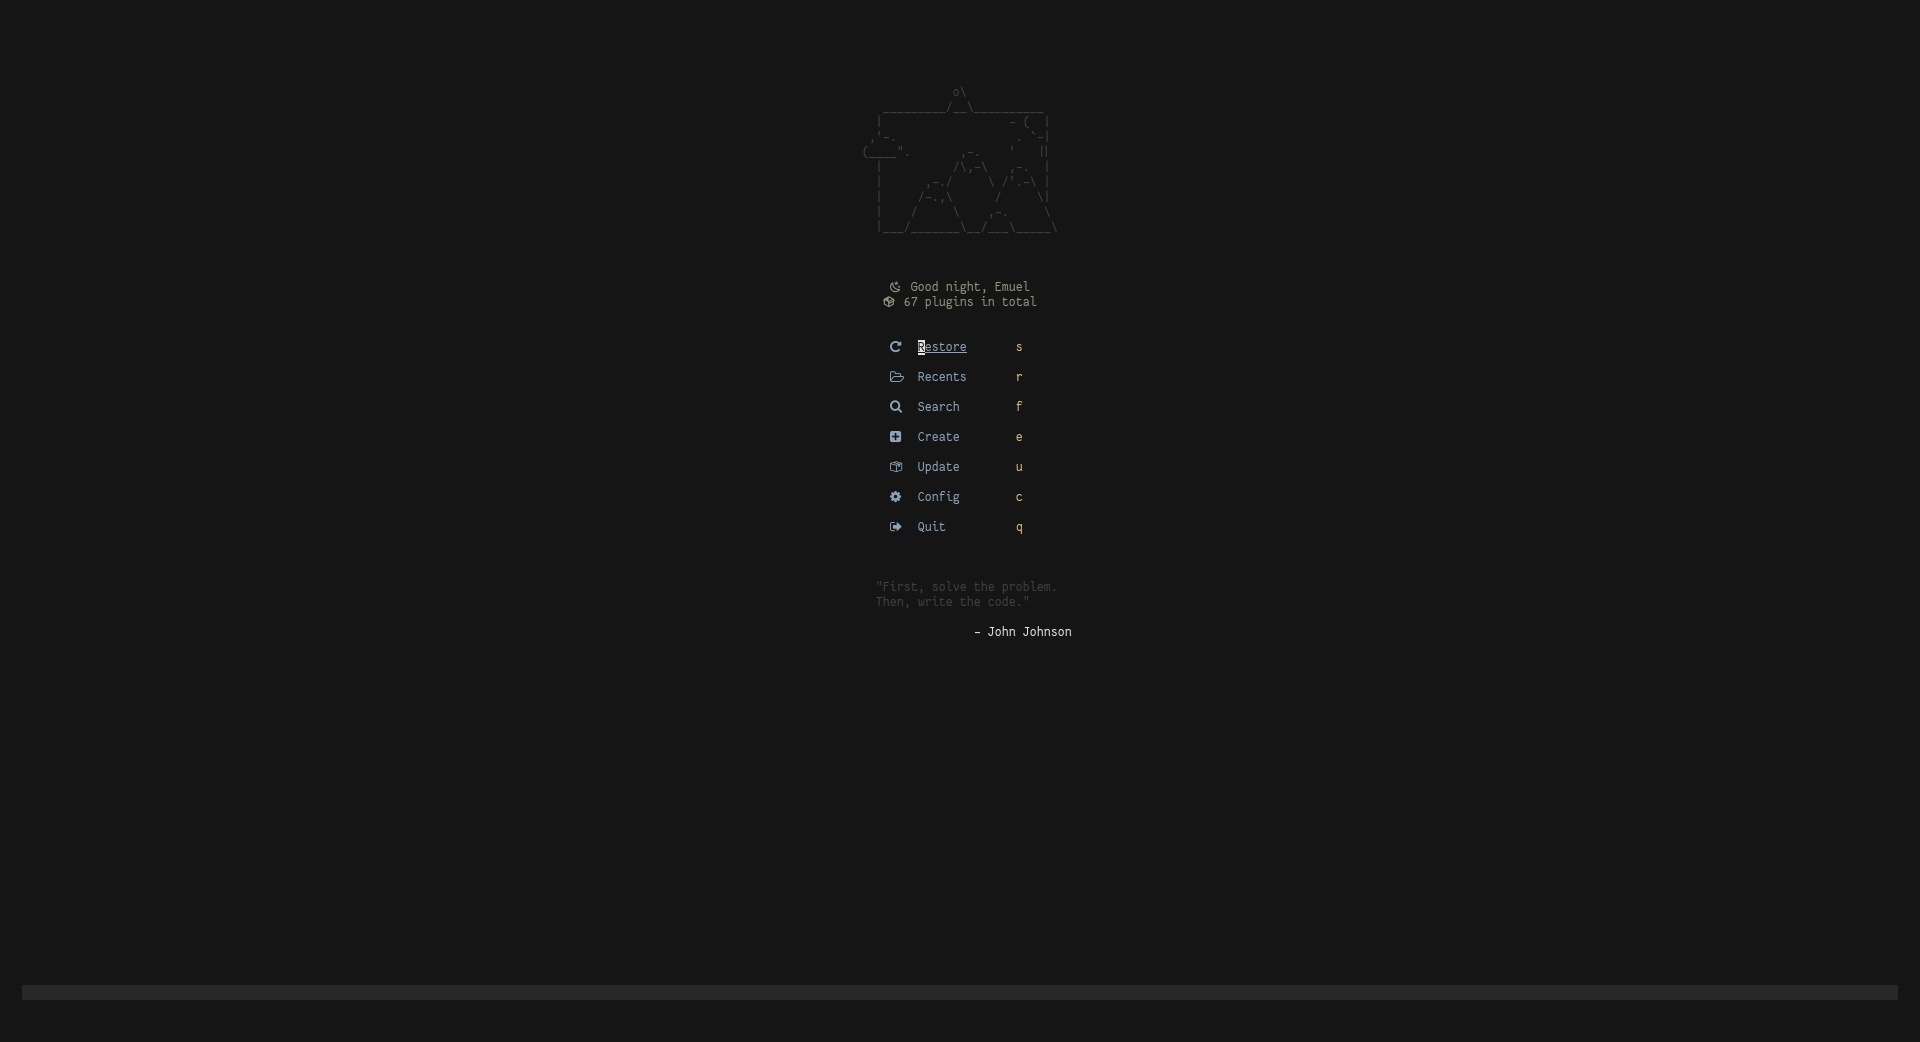 Good night, Emuel
67 plugins in total
Restore s
Recents r
Search f
Create e
Update u
Config c
Quit q
"First, solve the problem.
Then, write the code."
- John Johnson